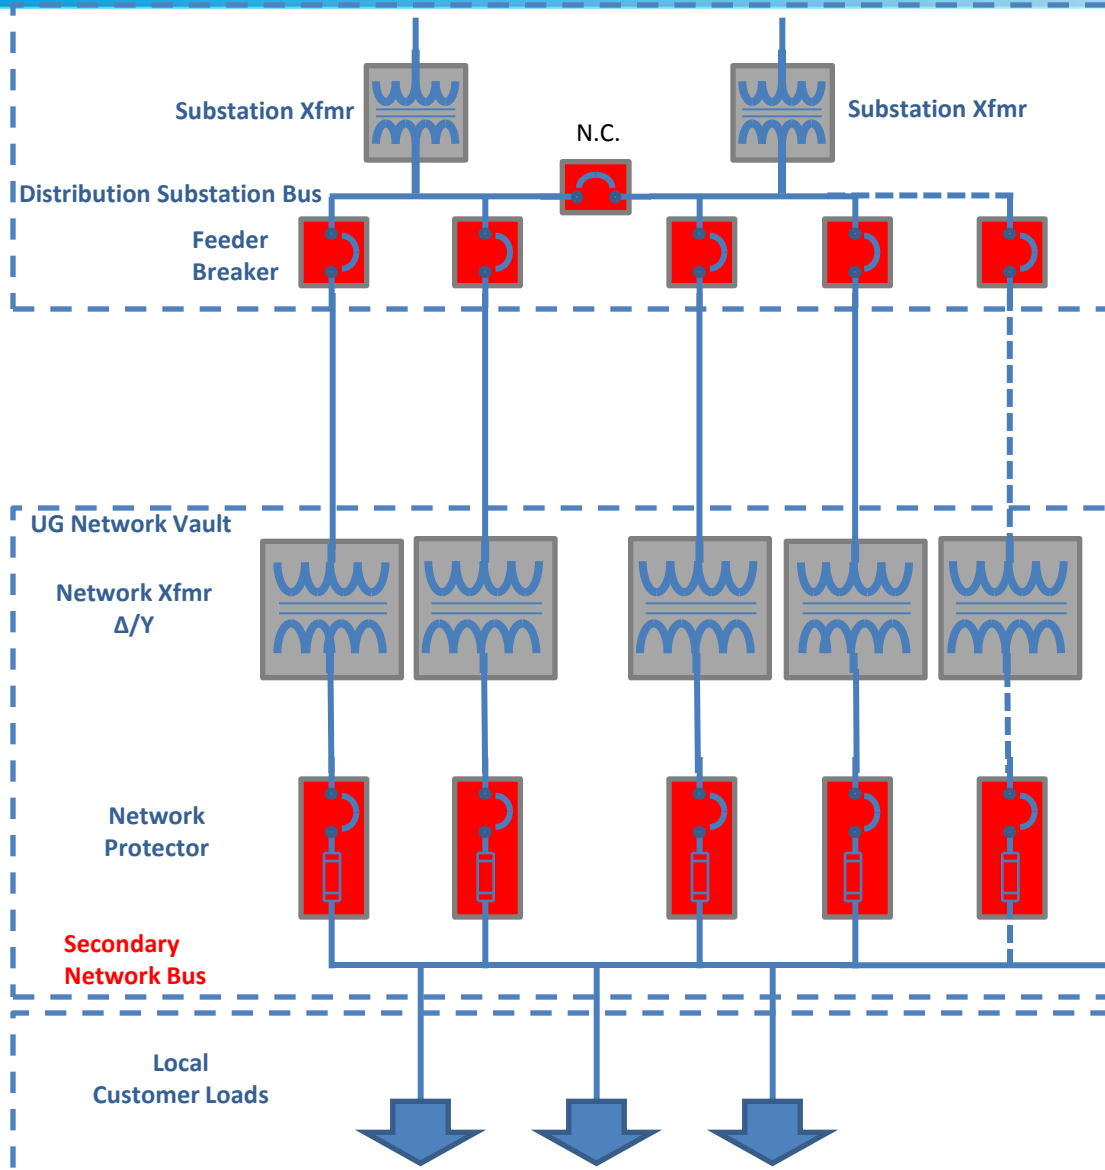 Substation Xfmr
Substation Xfmr
N.C.
Distribution Substation Bus
Feeder
Breaker
UG Network Vault
Network Xfmr
Δ/Y
Network
Protector
Secondary
Network Bus
Local
Customer Loads